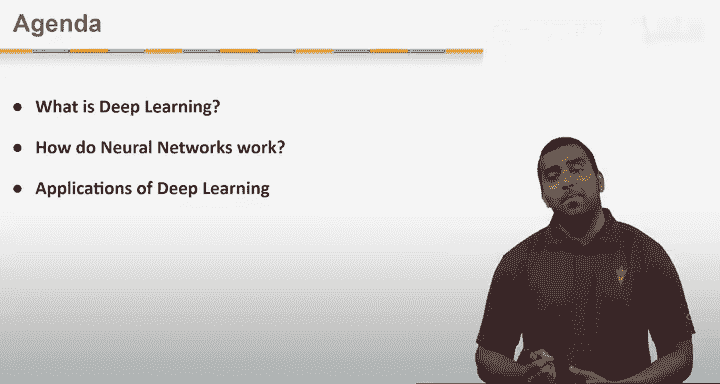 Agenda
● What is Deep Learning?
● How do Neural Networks work?
● Applications of Deep Learning